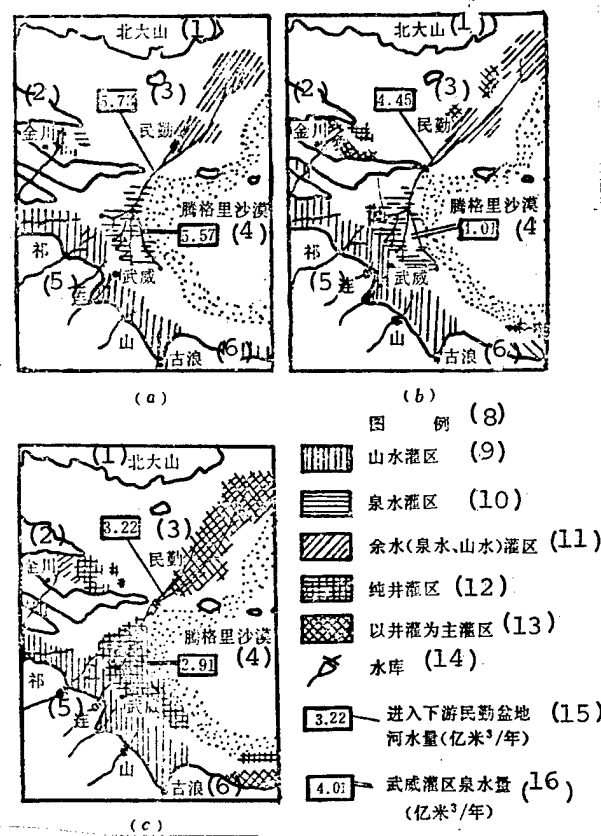 北大山 (1)
(2)
(3)
5.73
金川
民勤
腾格里沙漠
5.57 (4)
祁
(5) 连
武威
山
古浪 (6)
(a)
北大山 (1)
(2)
(3)
4.45
金川
民勤
腾格里沙漠
4.01 (4
祁
(5) 连
武威
山
古浪 (6)
(b)
(1) 北大山
(2)
(3)
3.22
金川
民勤
腾格里沙漠
2.91 (4)
祁
(5) 连
武威
山
古浪 (6)
(c)
图 例 (8)
山水灌区 (9)
泉水灌区 (10)
余水(泉水、山水)灌区 (11)
纯井灌区 (12)
以井灌为主灌区 (13)
水库 (14)
3.22 进入下游民勤盆地 (15)
河水量(亿米³/年)
4.01 武威灌区泉水量 (16)
(亿米³/年)